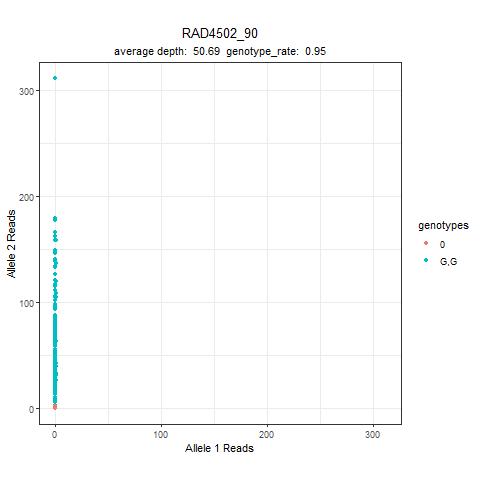 RAD4502_90
average depth: 50.69 genotype_rate: 0.95
300
200
100
0
Allele 2 Reads
0 100 200 300
Allele 1 Reads
genotypes
0
G,G